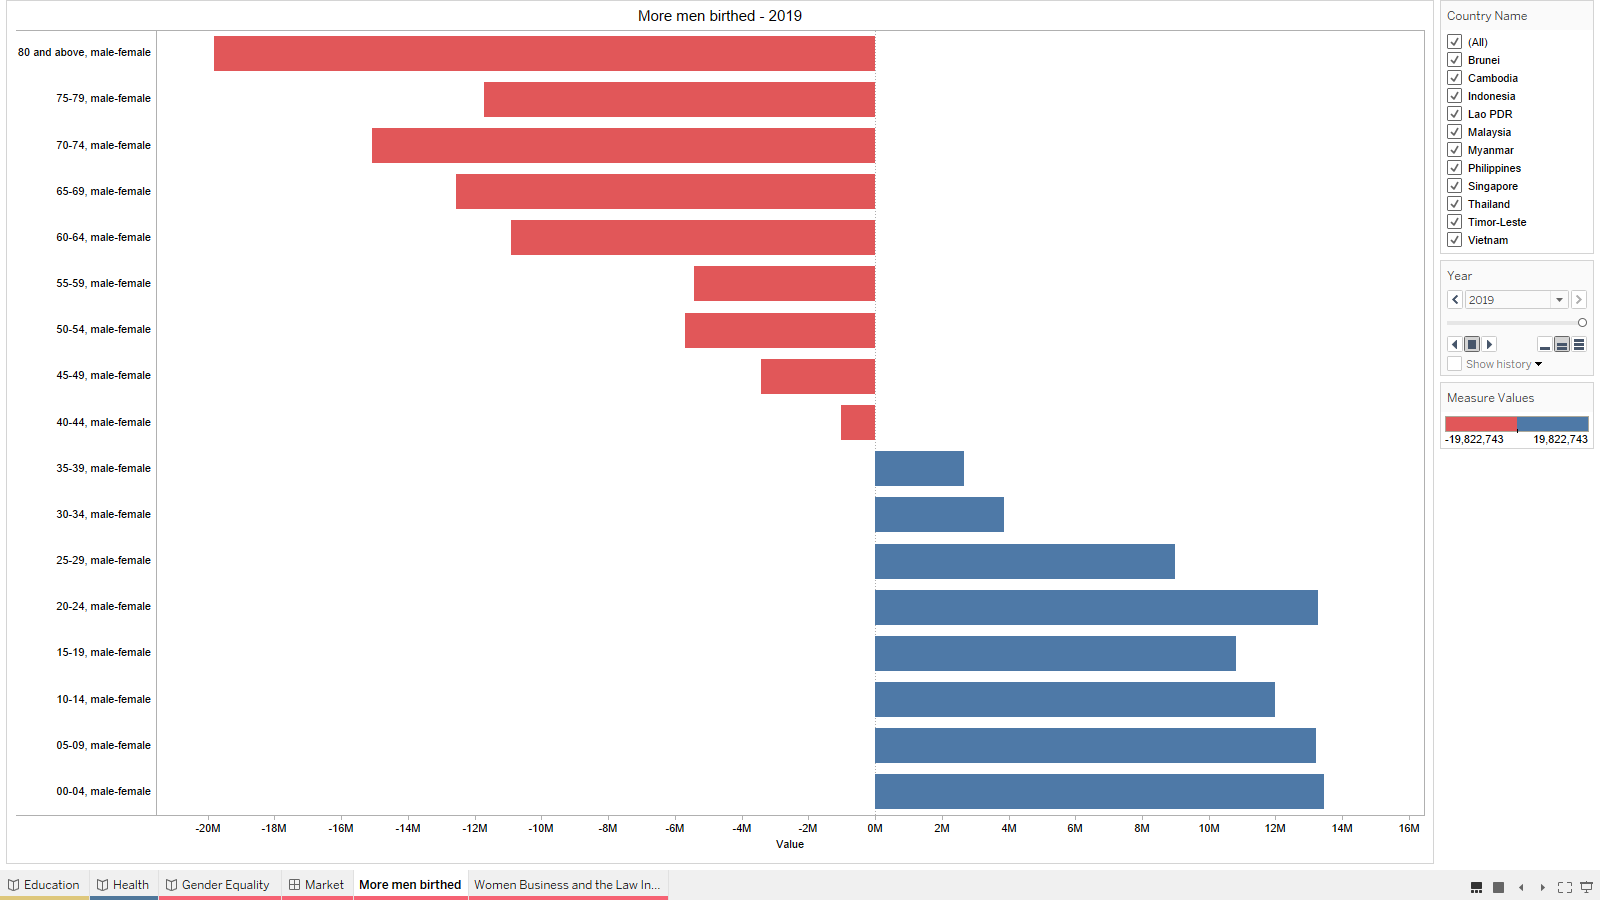 More men birthed - 2019
80 and above, male-female
75-79, male-female
70-74, male-female
65-69, male-female
60-64, male-female
55-59, male-female
50-54, male-female
45-49, male-female
40-44, male-female
35-39, male-female
30-34, male-female
25-29, male-female
20-24, male-female
15-19, male-female
10-14, male-female
05-09, male-female
00-04, male-female
-20M -18M -16M -14M -12M -10M -8M -6M -4M -2M 0M 2M 4M 6M 8M 10M 12M 14M 16M
Value
Country Name
(All)
Brunei
Cambodia
Indonesia
Lao PDR
Malaysia
Myanmar
Philippines
Singapore
Thailand
Timor-Leste
Vietnam
Year
2019
Show history
Measure Values
-19,822,743 19,822,743
Education Health Gender Equality Market More men birthed Women Business and the Law In...